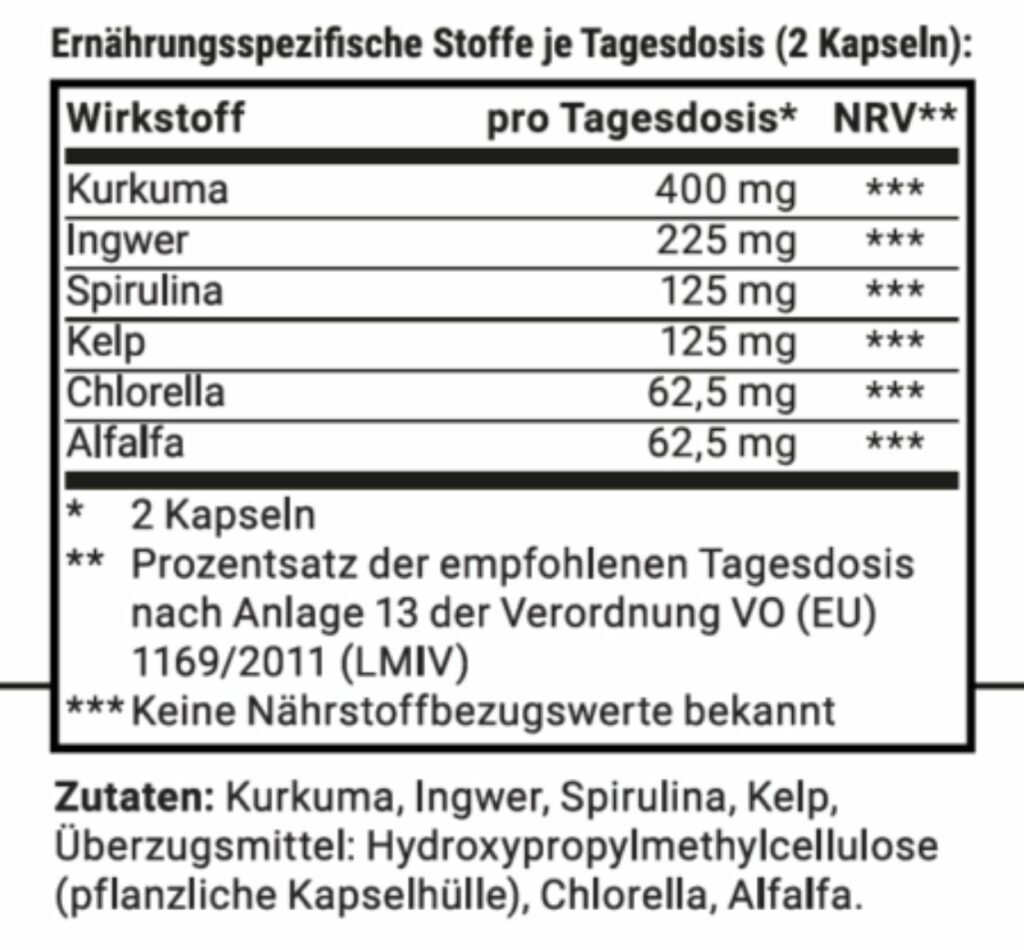 Ernährungsspezifische Stoffe je Tagesdosis (2 Kapseln):
Wirkstoff pro Tagesdosis* NRV**
Kurkuma 400 mg ***
Ingwer 225 mg ***
Spirulina 125 mg ***
Kelp 125 mg ***
Chlorella 62,5 mg ***
Alfalfa 62,5 mg ***
* 2 Kapseln
** Prozentsatz der empfohlenen Tagesdosis
nach Anlage 13 der Verordnung VO (EU)
1169/2011 (LMIV)
*** Keine Nährstoffbezugswerte bekannt
Zutaten: Kurkuma, Ingwer, Spirulina, Kelp,
Überzugsmittel: Hydroxypropylmethylcellulose
(pflanzliche Kapselhülle), Chlorella, Alfalfa.